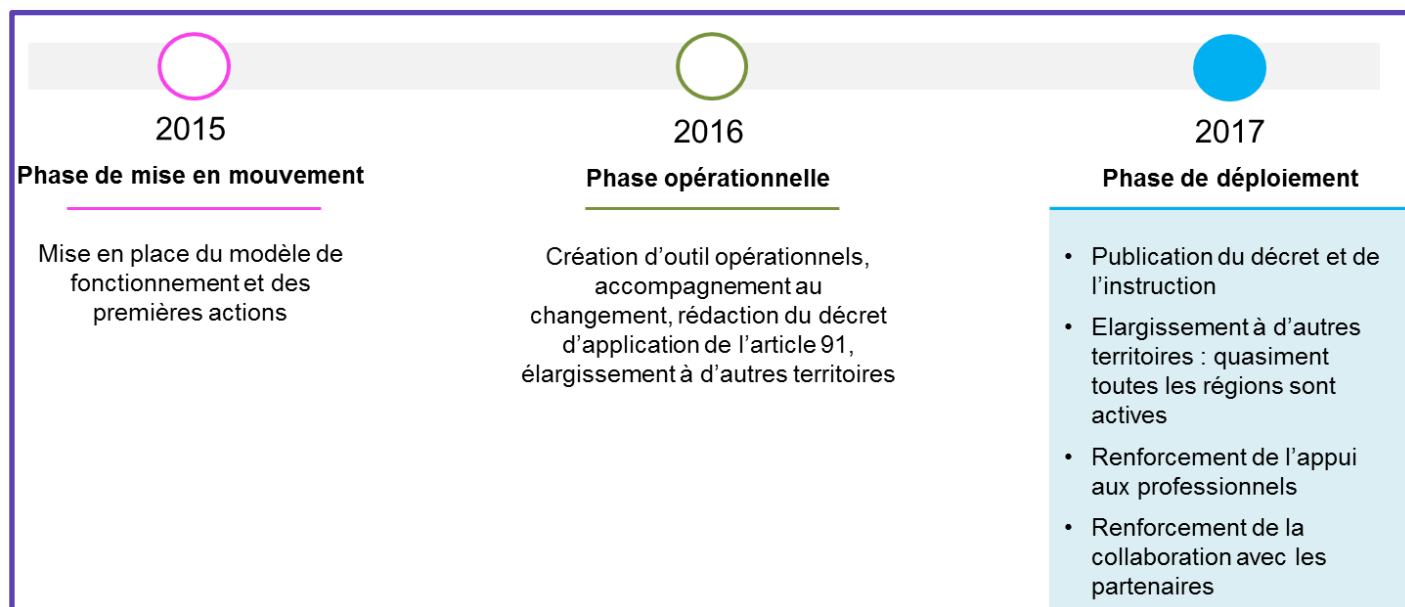 2015
Phase de mise en mouvement
Mise en place du modèle de
fonctionnement et des
premières actions
2016
Phase opérationnelle
Création d’outil opérationnels,
accompagnement au
changement, rédaction du décret
d’application de l’article 91,
élargissement à d’autres territoires
2017
Phase de déploiement
• Publication du décret et de
l’instruction
• Elargissement à d’autres
territoires : quasiment
toutes les régions sont
actives
• Renforcement de l’appui
aux professionnels
• Renforcement de la
collaboration avec les
partenaires